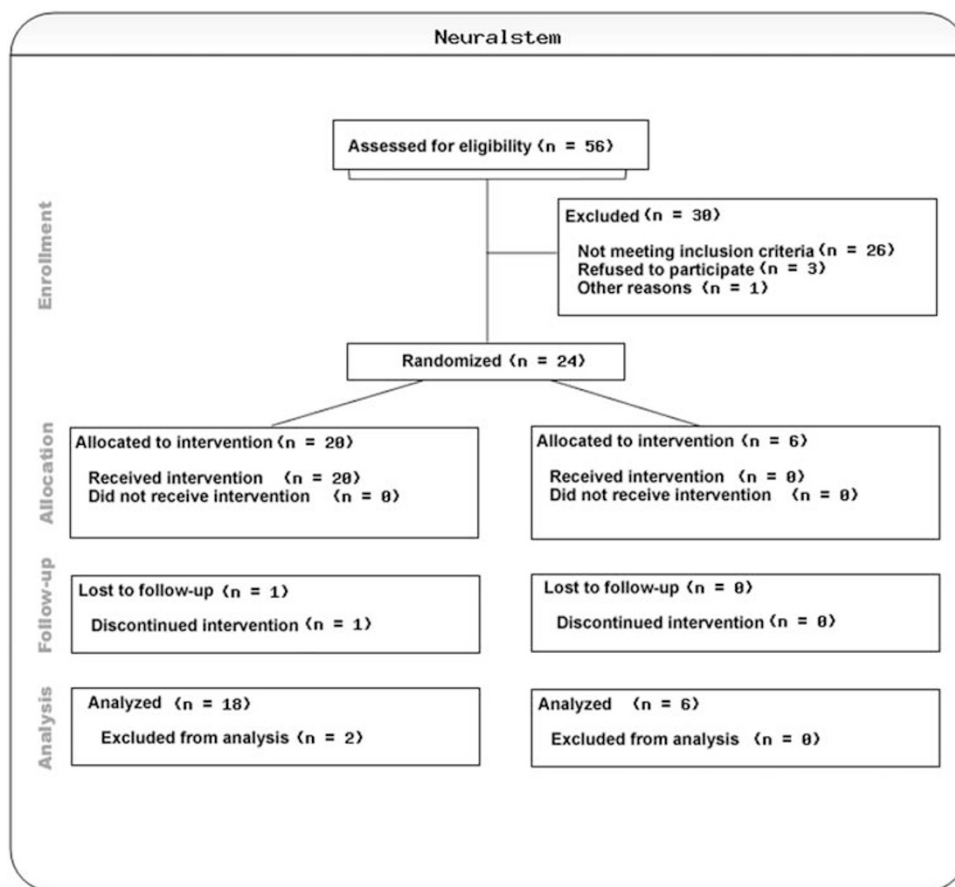 Neuralstem
Enrollment
Assessed for eligibility (n = 56)
Excluded (n = 30)
Not meeting inclusion criteria (n = 26)
Refused to participate (n = 3)
Other reasons (n = 1)
Randomized (n = 24)
Allocation
Allocated to intervention (n = 20)
Received intervention (n = 20)
Did not receive intervention (n = 0)
Allocated to intervention (n = 6)
Received intervention (n = 0)
Did not receive intervention (n = 0)
Follow-up
Lost to follow-up (n = 1)
Discontinued intervention (n = 1)
Lost to follow-up (n = 0)
Discontinued intervention (n = 0)
Analysis
Analyzed (n = 18)
Excluded from analysis (n = 2)
Analyzed (n = 6)
Excluded from analysis (n = 0)